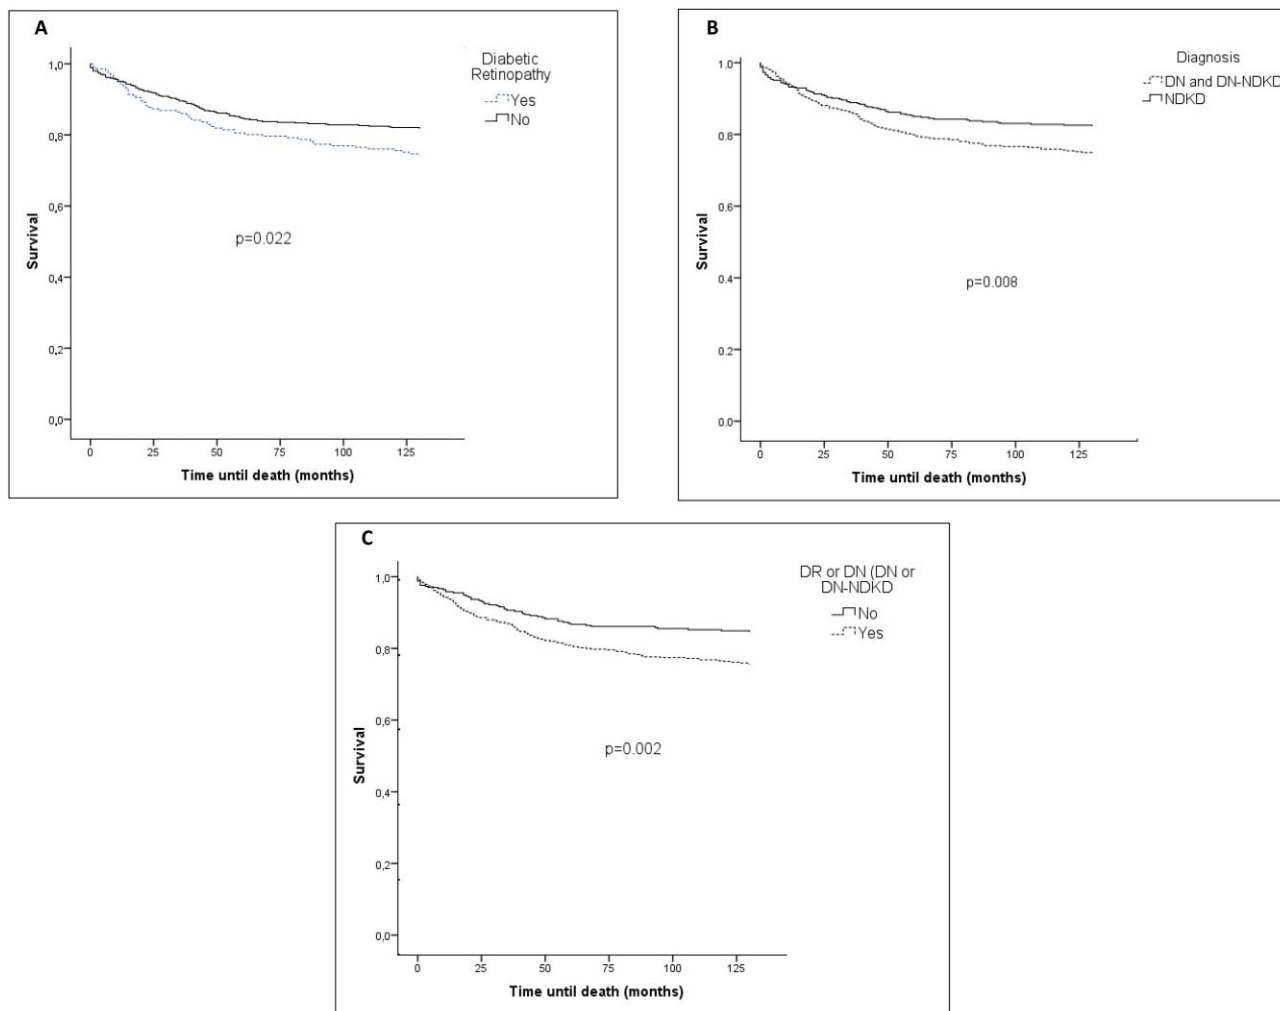 A
Diabetic
Retinopathy
Yes
No
1,0
0,8
0,6
0,4
0,2
0,0
Survival
p=0.022
0 25 50 75 100 125
Time until death (months)
B
Diagnosis
DN and DN-NDKD
NDKD
1.0
0.8
0.6
0.4
0.2
0.0
Survival
p=0.008
0 25 50 75 100 125
Time until death (months)
C
DR or DN (DN or
DN-NDKD
No
Yes
1,0
0,8
0,6
0,4
0,2
0,0
Survival
p=0.002
0 25 50 75 100 125
Time until death (months)